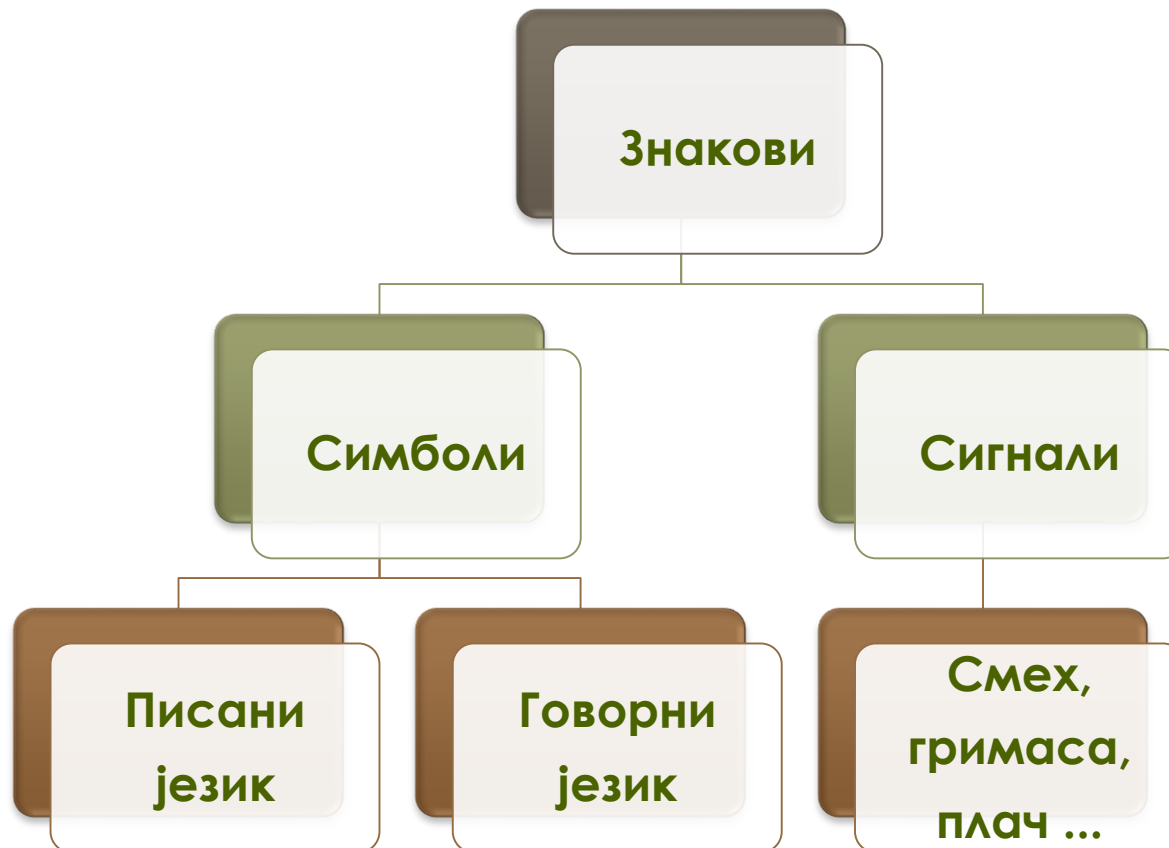 Знакови
Симболи
Сигнали
Писани
језик
Говорни
језик
Смех,
гримаса,
плач ...